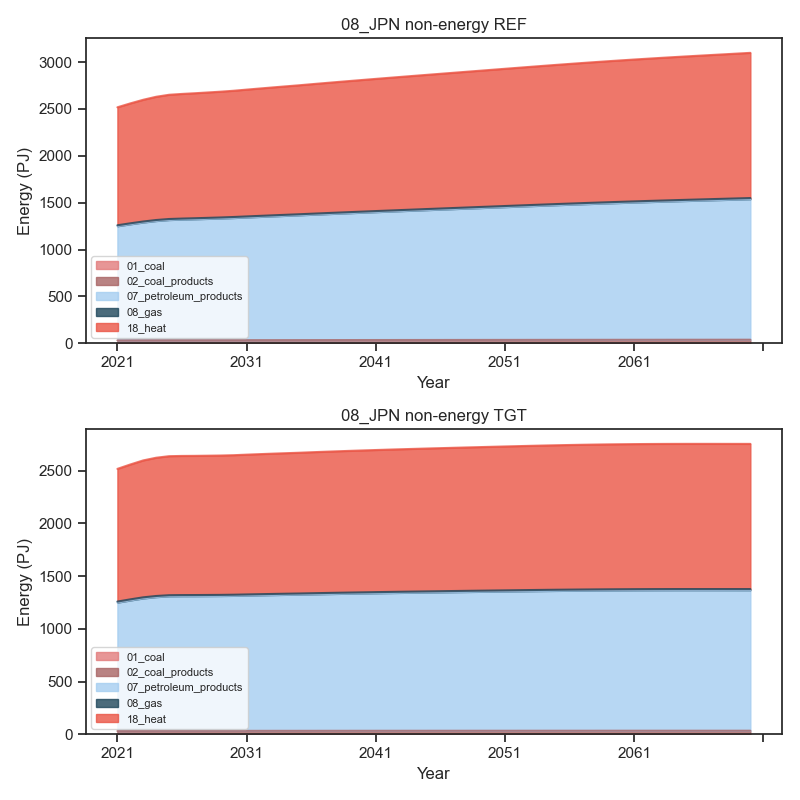 08_JPN non-energy REF
3000
2500
2000
1500
1000
500
0
Energy (PJ)
01_coal
02_coal_products
07_petroleum_products
08_gas
18_heat
2021 2031 2041 2051 2061
Year
08_JPN non-energy TGT
2500
2000
1500
1000
500
0
Energy (PJ)
01_coal
02_coal_products
07_petroleum_products
08_gas
18_heat
2021 2031 2041 2051 2061
Year